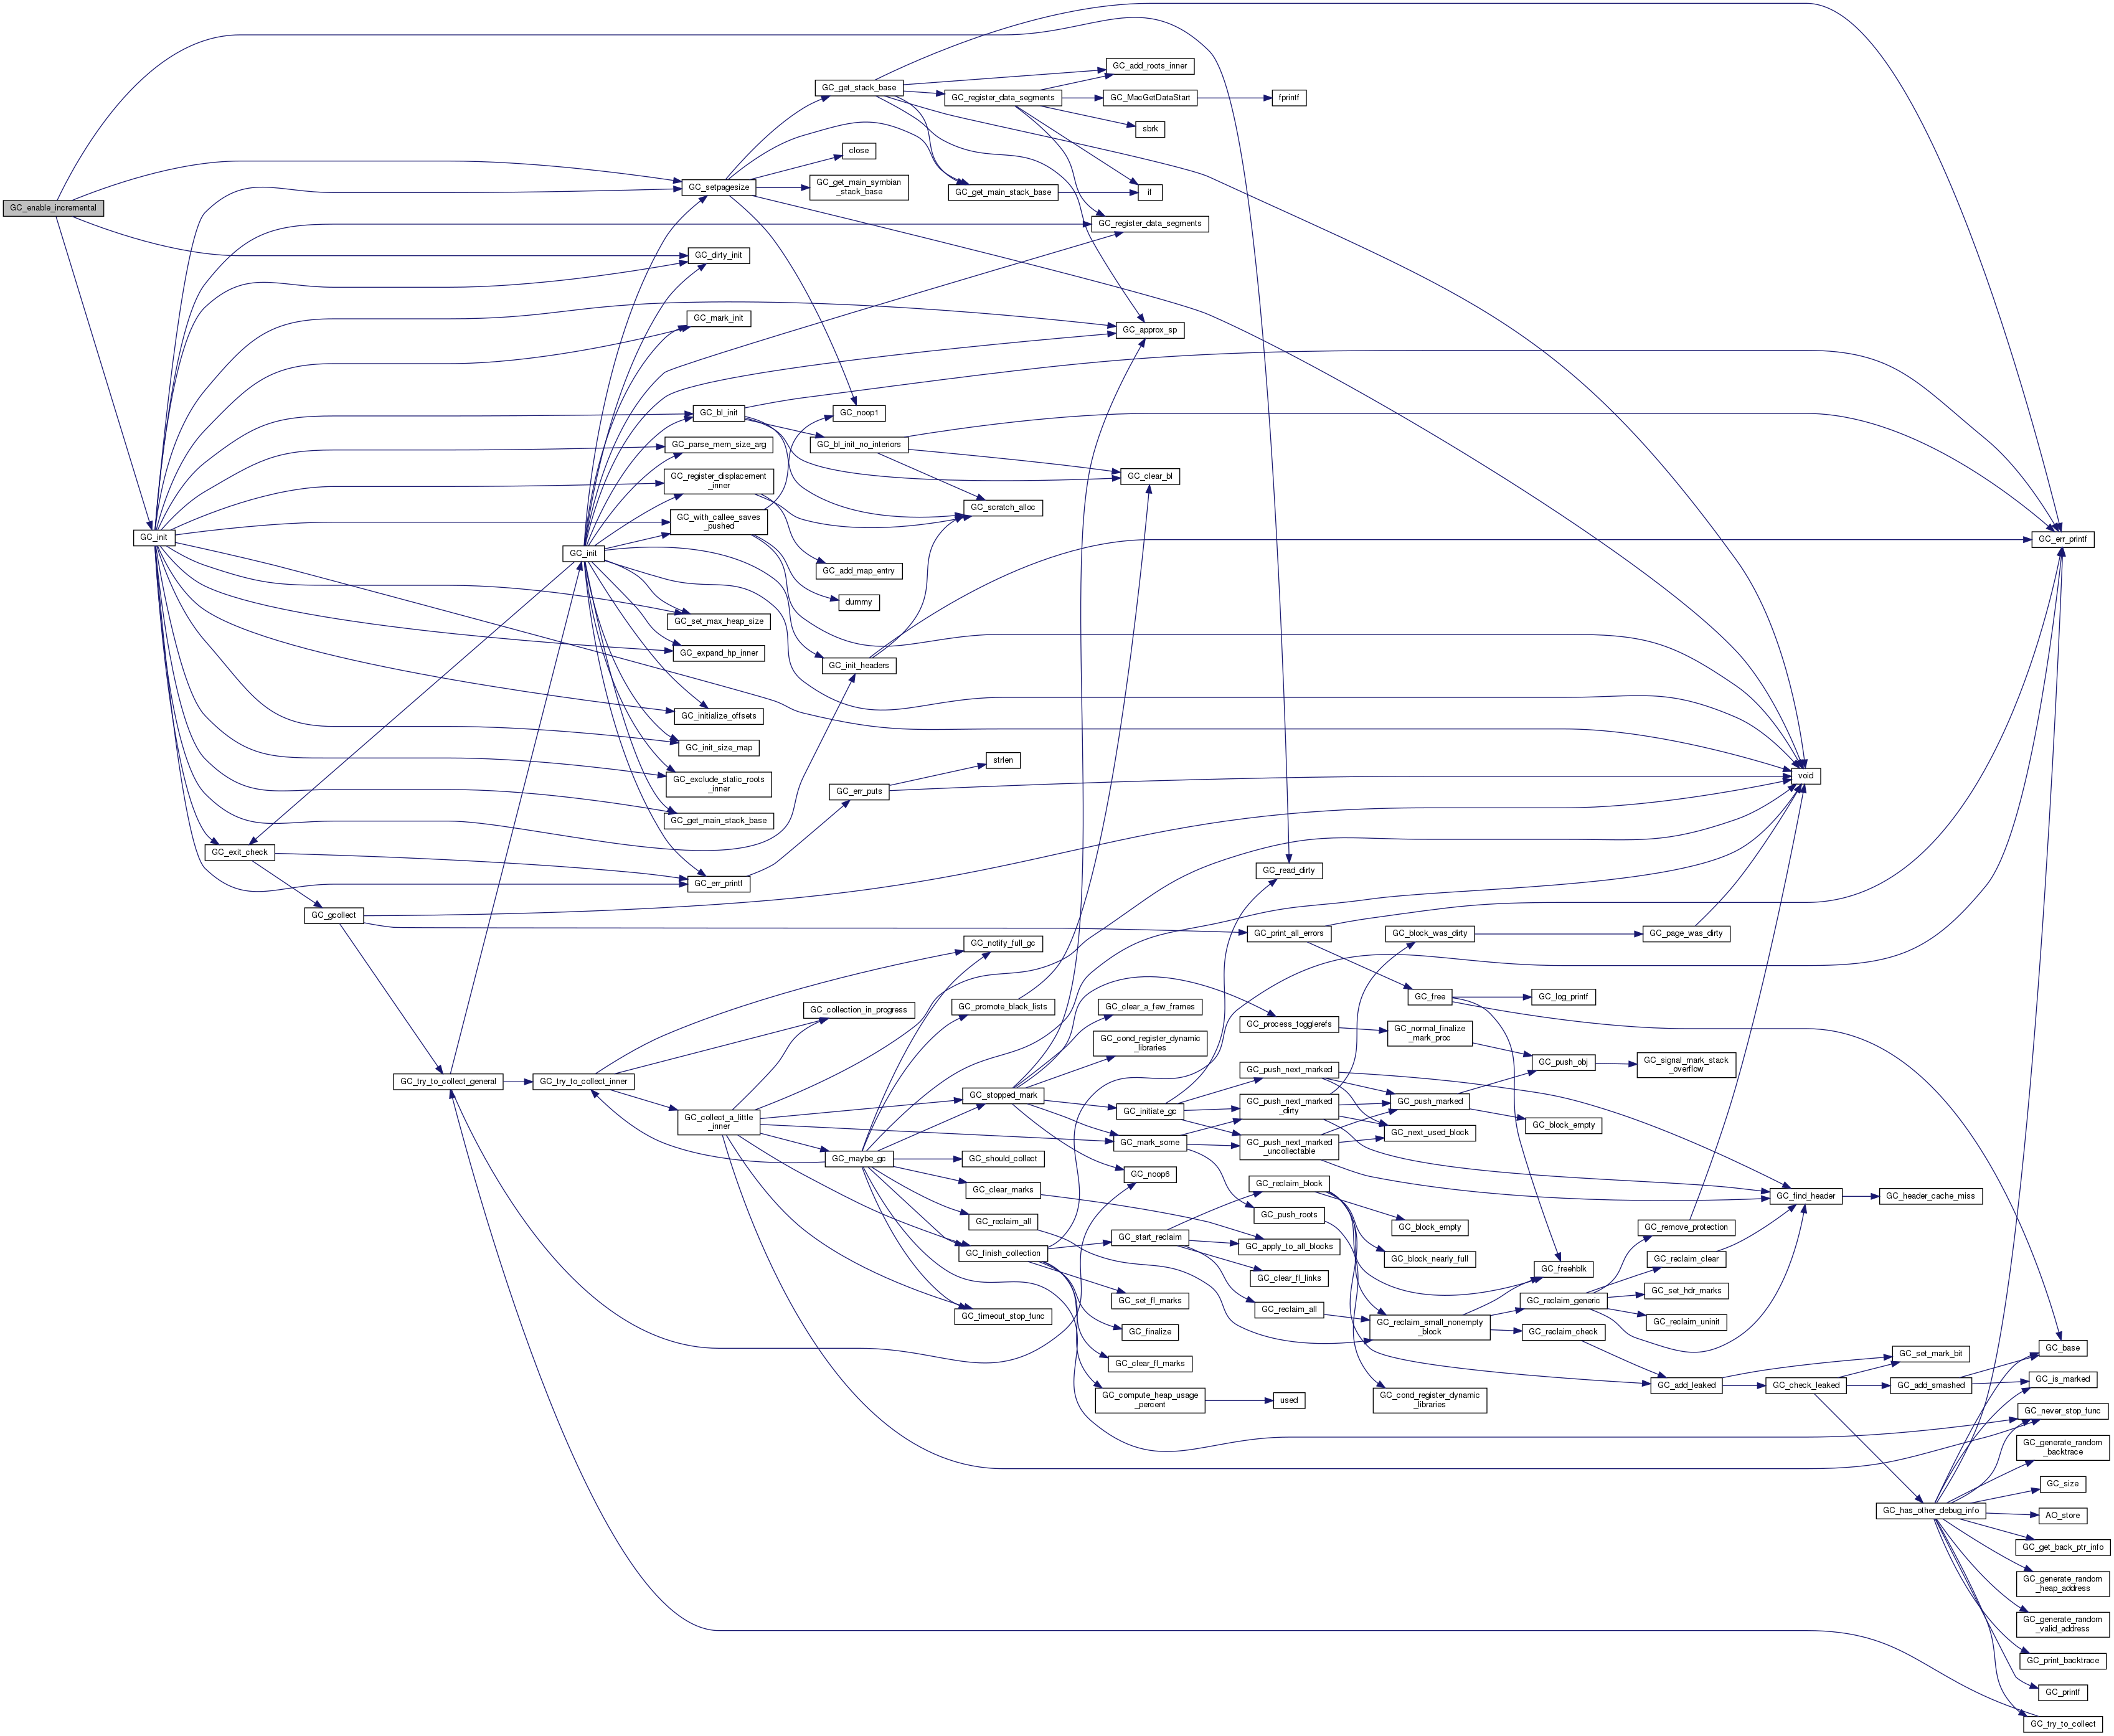 GC_add_roots_inner
GC_get_stack_base
GC_register_data_segments
GC_MacGetDataStart
fprintf
sbrk
close
GC_get_main_symbian
_stack_base
GC_setpagesize
GC_get_main_stack_base
if
GC_enable_incremental
GC_register_data_segments
GC_dirty_init
GC_mark_init
GC_approx_sp
GC_bl_init
GC_noop1
GC_parse_mem_size_arg
GC_bl_init_no_interiors
GC_register_displacement
_inner
GC_clear_bl
GC_scratch_alloc
GC_with_callee_saves
_pushed
GC_init
GC_err_printf
GC_init
GC_add_map_entry
dummy
GC_set_max_heap_size
GC_expand_hp_inner
GC_init_headers
GC_initialize_offsets
GC_init_size_map
strlen
GC_exclude_static_roots
_inner
void
GC_err_puts
GC_get_main_stack_base
GC_exit_check
GC_read_dirty
GC_err_printf
GC_gcollect
GC_print_all_errors
GC_block_was_dirty
GC_page_was_dirty
GC_notify_full_gc
GC_free
GC_log_printf
GC_collection_in_progress
GC_promote_black_lists
GC_clear_a_few_frames
GC_process_togglerefs
GC_normal_finalize
_mark_proc
GC_cond_register_dynamic
_libraries
GC_push_obj
GC_signal_mark_stack
_overflow
GC_push_next_marked
GC_try_to_collect_general
GC_try_to_collect_inner
GC_stopped_mark
GC_initiate_gc
GC_push_next_marked
_dirty
GC_push_marked
GC_collect_a_little
_inner
GC_block_empty
GC_next_used_block
GC_mark_some
GC_push_next_marked
_uncollectable
GC_maybe_gc
GC_should_collect
GC_noop6
GC_clear_marks
GC_reclaim_block
GC_find_header
GC_header_cache_miss
GC_reclaim_all
GC_push_roots
GC_block_empty
GC_remove_protection
GC_start_reclaim
GC_apply_to_all_blocks
GC_finish_collection
GC_block_nearly_full
GC_reclaim_clear
GC_freehblk
GC_clear_fl_links
GC_set_hdr_marks
GC_set_fl_marks
GC_reclaim_generic
GC_timeout_stop_func
GC_reclaim_all
GC_reclaim_small_nonempty
_block
GC_reclaim_uninit
GC_finalize
GC_reclaim_check
GC_base
GC_clear_fl_marks
GC_set_mark_bit
GC_is_marked
GC_add_leaked
GC_check_leaked
GC_add_smashed
GC_compute_heap_usage
_percent
used
GC_cond_register_dynamic
_libraries
GC_never_stop_func
GC_generate_random
_backtrace
GC_size
GC_has_other_debug_info
AO_store
GC_get_back_ptr_info
GC_generate_random
_heap_address
GC_generate_random
_valid_address
GC_print_backtrace
GC_printf
GC_try_to_collect